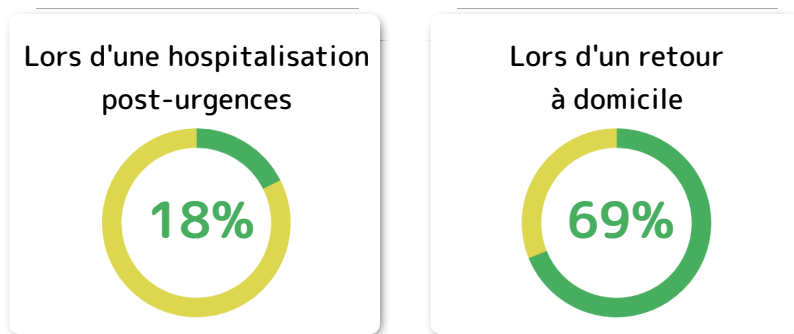 Lors d'une hospitalisation
post-urgences
18%
Lors d'un retour
à domicile
69%